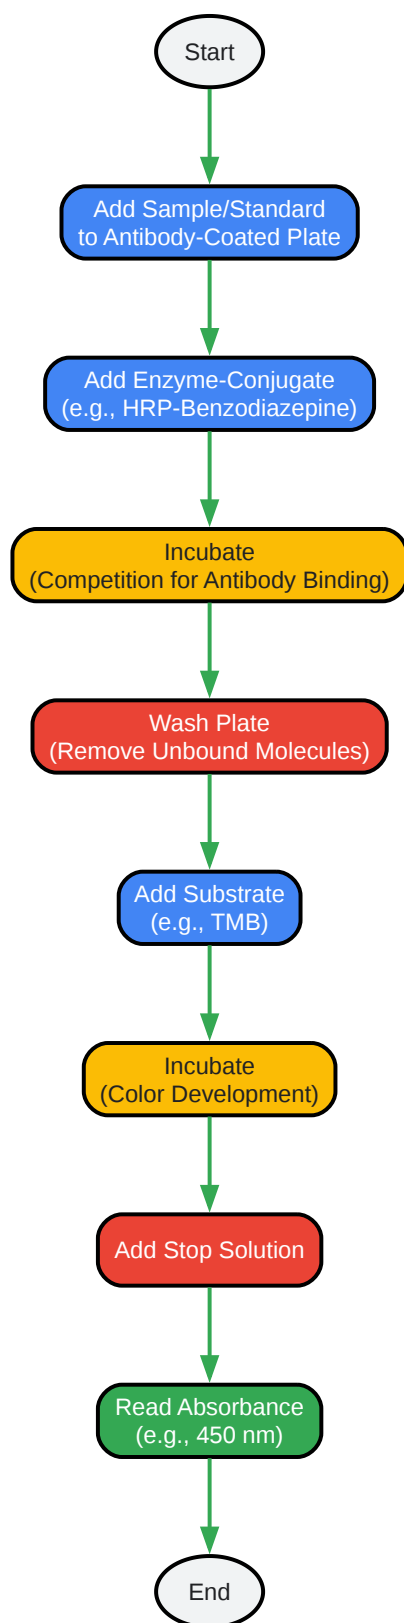 Start
Add Sample/Standard
to Antibody-Coated Plate
Add Enzyme-Conjugate
(e.g., HRP-Benzodiazepine)
Incubate
(Competition for Antibody Binding)
Wash Plate
(Remove Unbound Molecules)
Add Substrate
(e.g., TMB)
Incubate
(Color Development)
Add Stop Solution
Read Absorbance
(e.g., 450 nm)
End